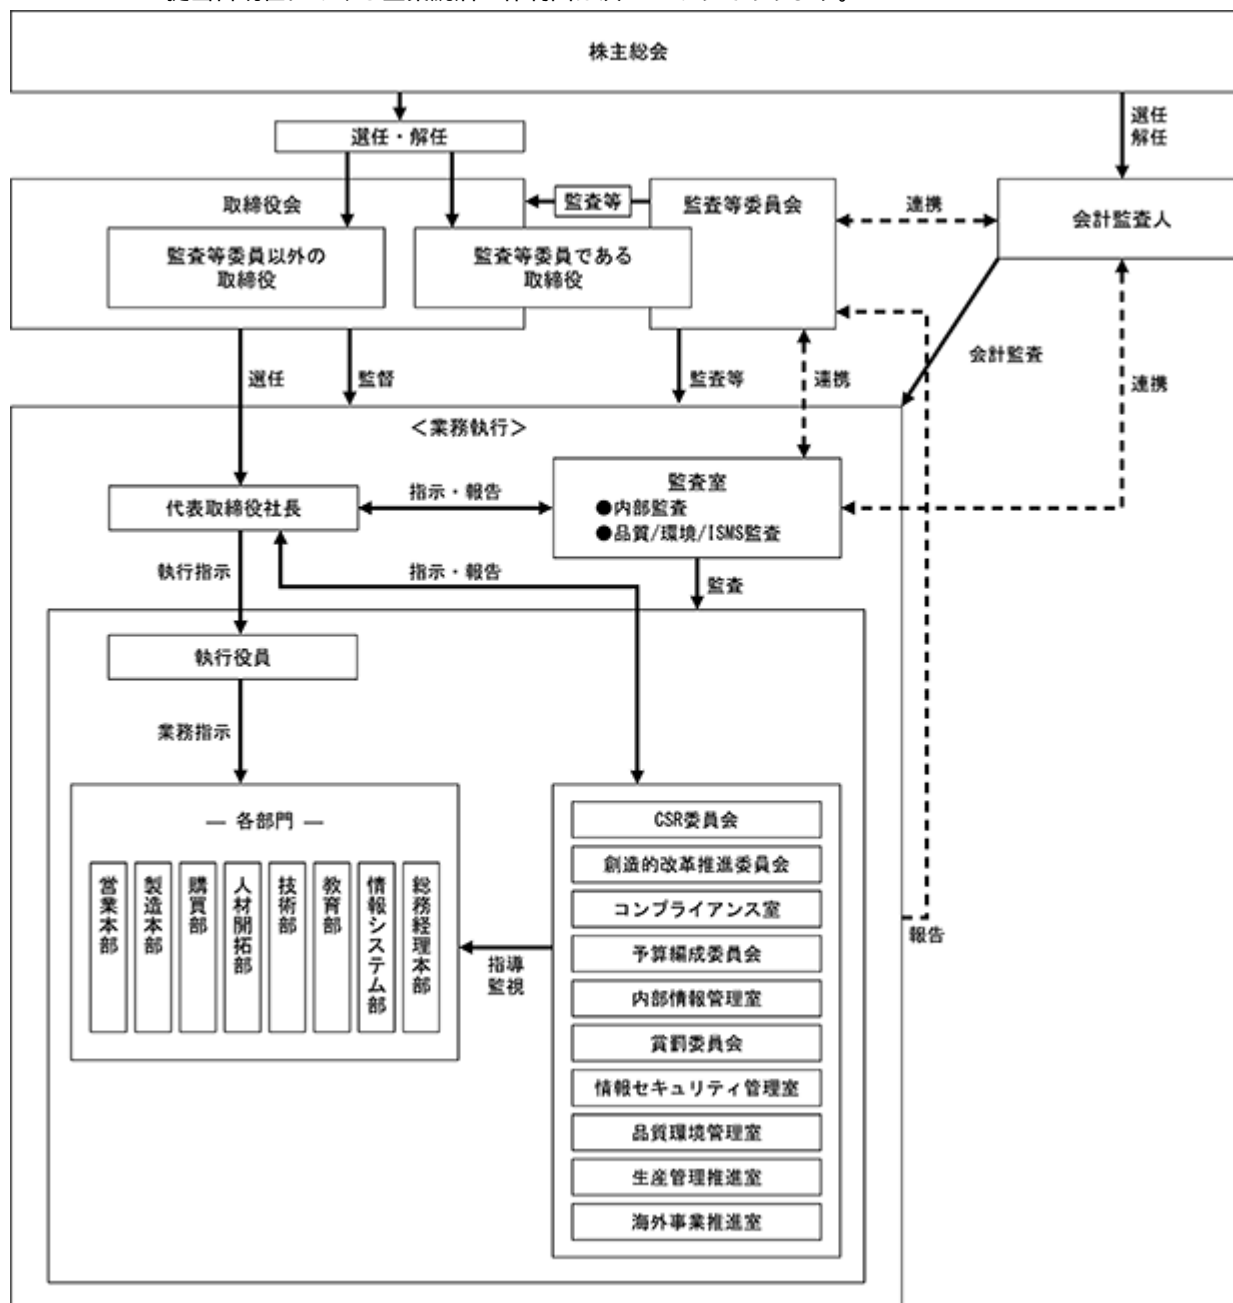 株主総会
選任・解任
選任
解任
取締役会
監査等
監査等委員会
連携
会計監査人
監査等委員以外の
取締役
監査等委員である
取締役
選任
監督
監査等
連携
会計監査
連携
＜業務執行＞
代表取締役社長
指示・報告
監査室
●内部監査
●品質/環境/ISMS監査
執行指示
指示・報告
監査
執行役員
業務指示
― 各部門 ―
営業本部
製造本部
購買部
人材開拓部
技術部
教育部
情報システム部
総務経理本部
指導
監視
CSR委員会
創造的改革推進委員会
コンプライアンス室
予算編成委員会
内部情報管理室
賞罰委員会
情報セキュリティ管理室
品質環境管理室
生産管理推進室
海外事業推進室
報告